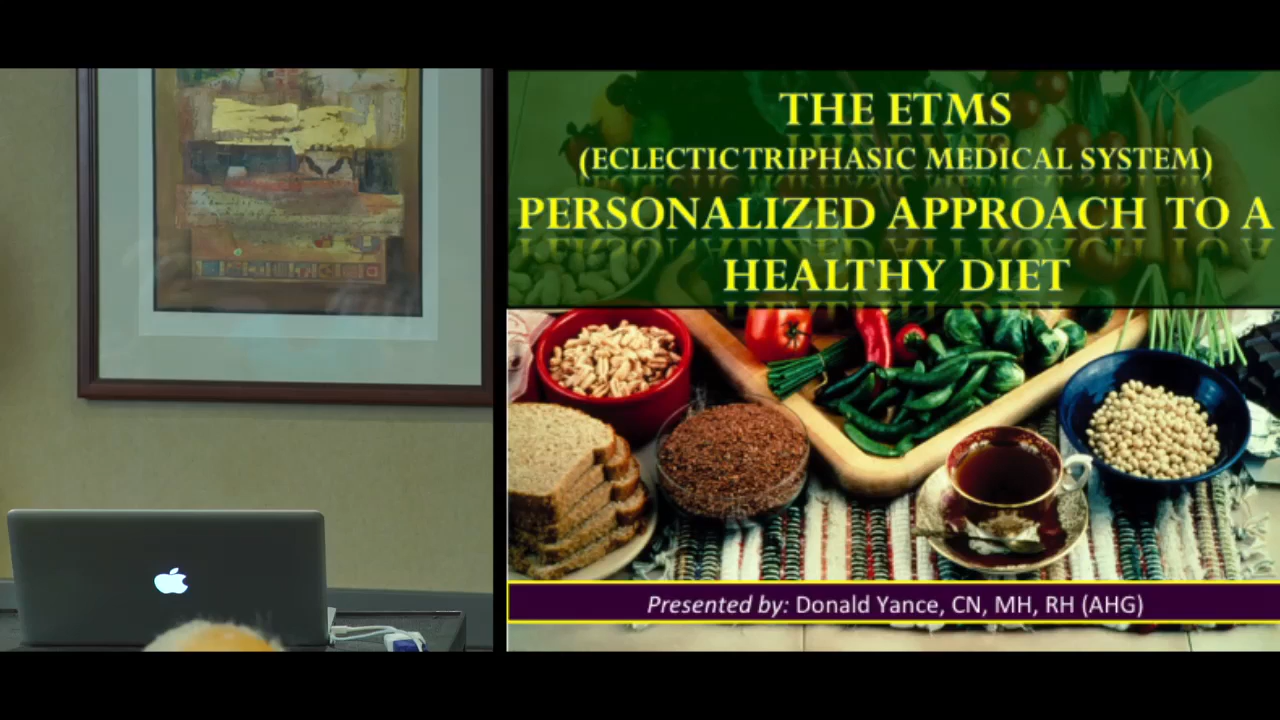 THE ETMS
(ECLECTIC TRIPHASIC MEDICAL SYSTEM)
PERSONALIZED APPROACH TO A
HEALTHY DIET
Presented by: Donald Yance, CN, MH, RH (AHG)